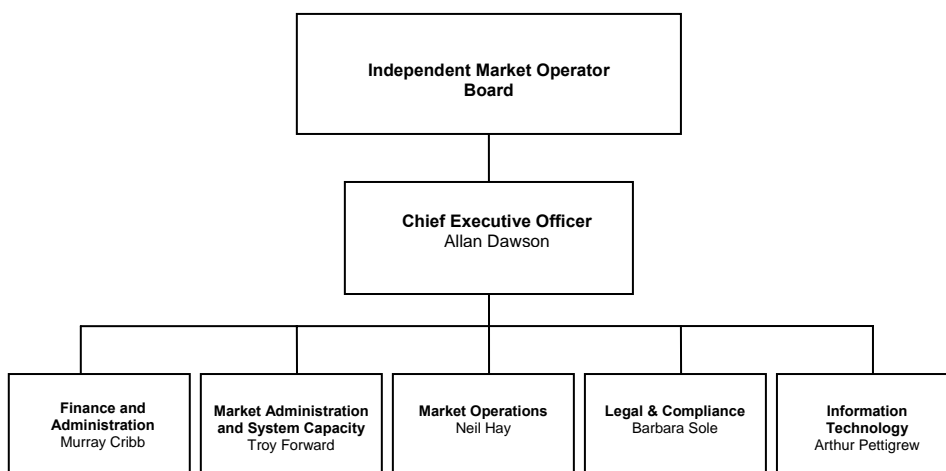 Independent Market Operator
Board
Chief Executive Officer
Allan Dawson
Finance and
Administration
Murray Cribb
Market Administration
and System Capacity
Troy Forward
Market Operations
Neil Hay
Legal & Compliance
Barbara Sole
Information
Technology
Arthur Pettigrew